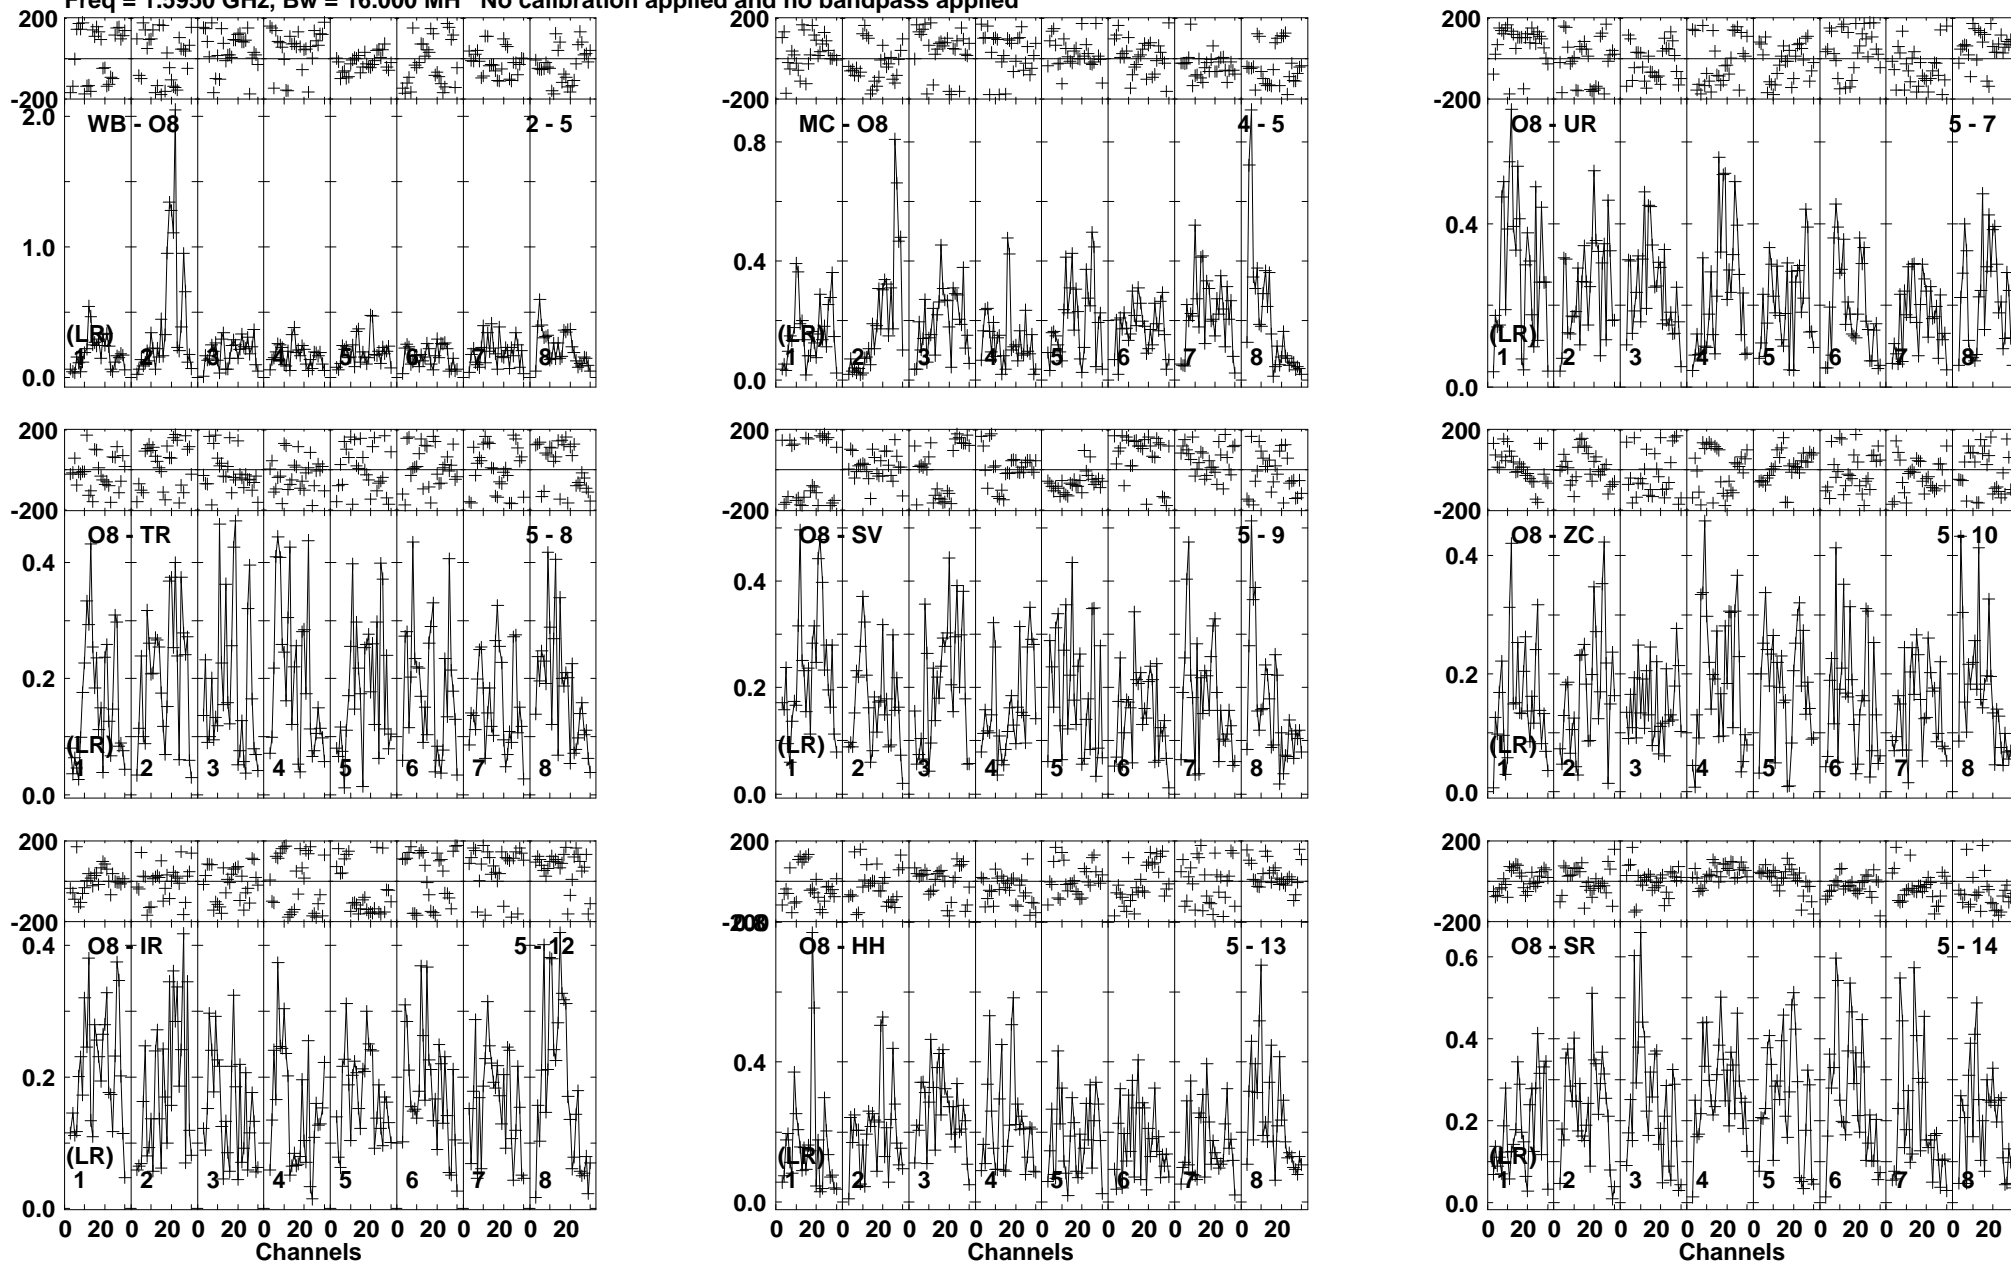 Freq = 1.5950 GHz, Bw = 16.000 MH No calibration applied and no bandpass applied
200
-200
2.0
1.0
0.0
WB - O8
2 - 5
(LR)
1 2 3 4 5 6 7 8
200
-200
0.8
0.4
0.0
MC - O8
4 - 5
(LR)
1 2 3 4 5 6 7 8
200
-200
0.4
0.0
O8 - UR
5 - 7
(LR)
1 2 3 4 5 6 7 8
200
-200
0.4
0.2
0.0
O8 - TR
5 - 8
(LR)
1 2 3 4 5 6 7 8
200
-200
0.4
0.2
0.0
O8 - SV
5 - 9
(LR)
1 2 3 4 5 6 7 8
200
-200
0.4
0.2
0.0
O8 - ZC
5 - 10
(LR)
1 2 3 4 5 6 7 8
200
-200
0.4
0.2
0.0
O8 - IR
5 - 12
(LR)
1 2 3 4 5 6 7 8
0 20 0 20 0 20 0 20 0 20 0 20 0 20 0 20
Channels
200
-200
0.8
0.4
0.0
O8 - HH
5 - 13
(LR)
1 2 3 4 5 6 7 8
0 20 0 20 0 20 0 20 0 20 0 20 0 20 0 20
Channels
200
-200
0.6
0.4
0.2
0.0
O8 - SR
5 - 14
(LR)
1 2 3 4 5 6 7 8
0 20 0 20 0 20 0 20 0 20 0 20 0 20 0 20
Channels